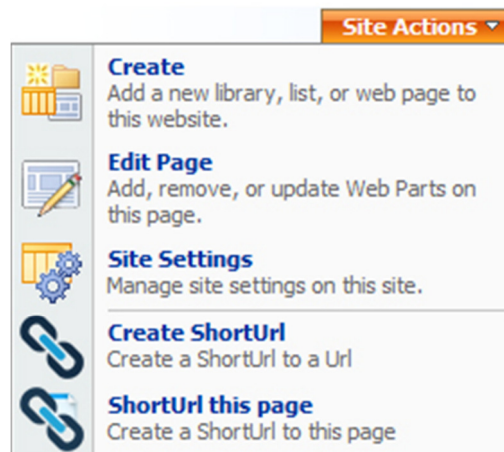 Site Actions
Create
Add a new library, list, or web page to
this website.
Edit Page
Add, remove, or update Web Parts on
this page.
Site Settings
Manage site settings on this site.
Create ShortUrl
Create a ShortUrl to a Url
ShortUrl this page
Create a ShortUrl to this page